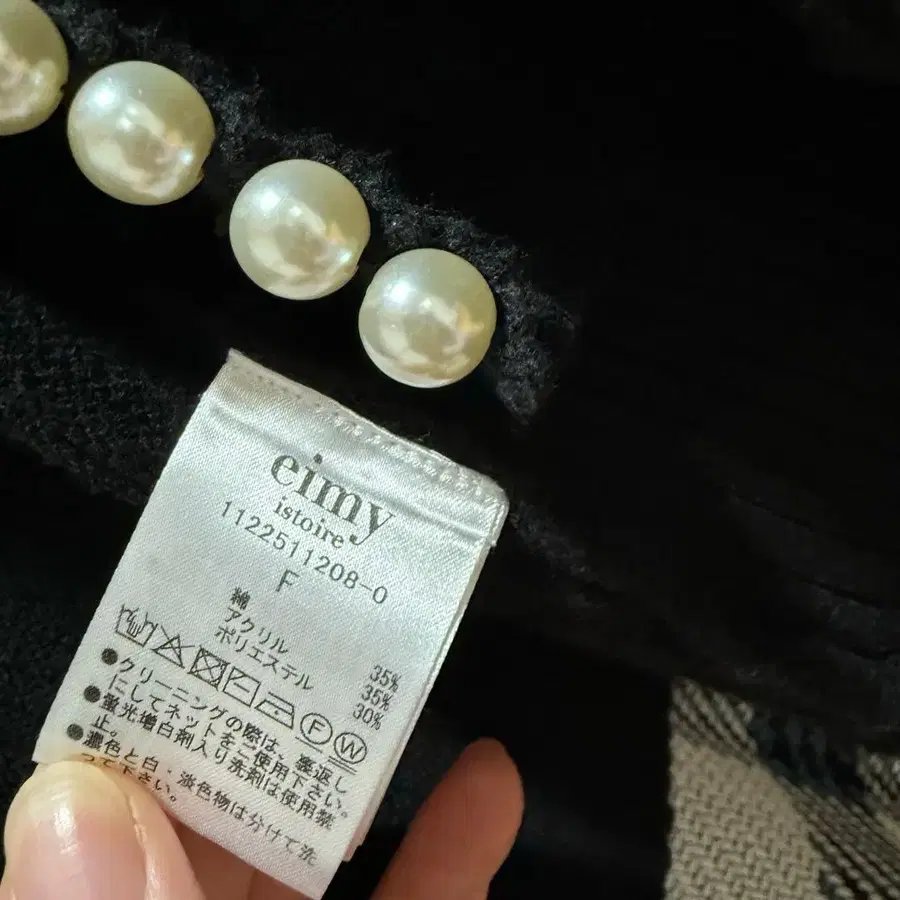 eimy
istoire
1122511208-0
F
綿 35%
アクリル 35%
ポリエステル 30%
Ⓕ Ⓦ
●クリーニングの際は、裏返し
にしてネットをご使用下さい。
●蛍光増白剤入り洗剤は使用禁
止。
●濃色と白・淡色物は分けて洗
って下さい。